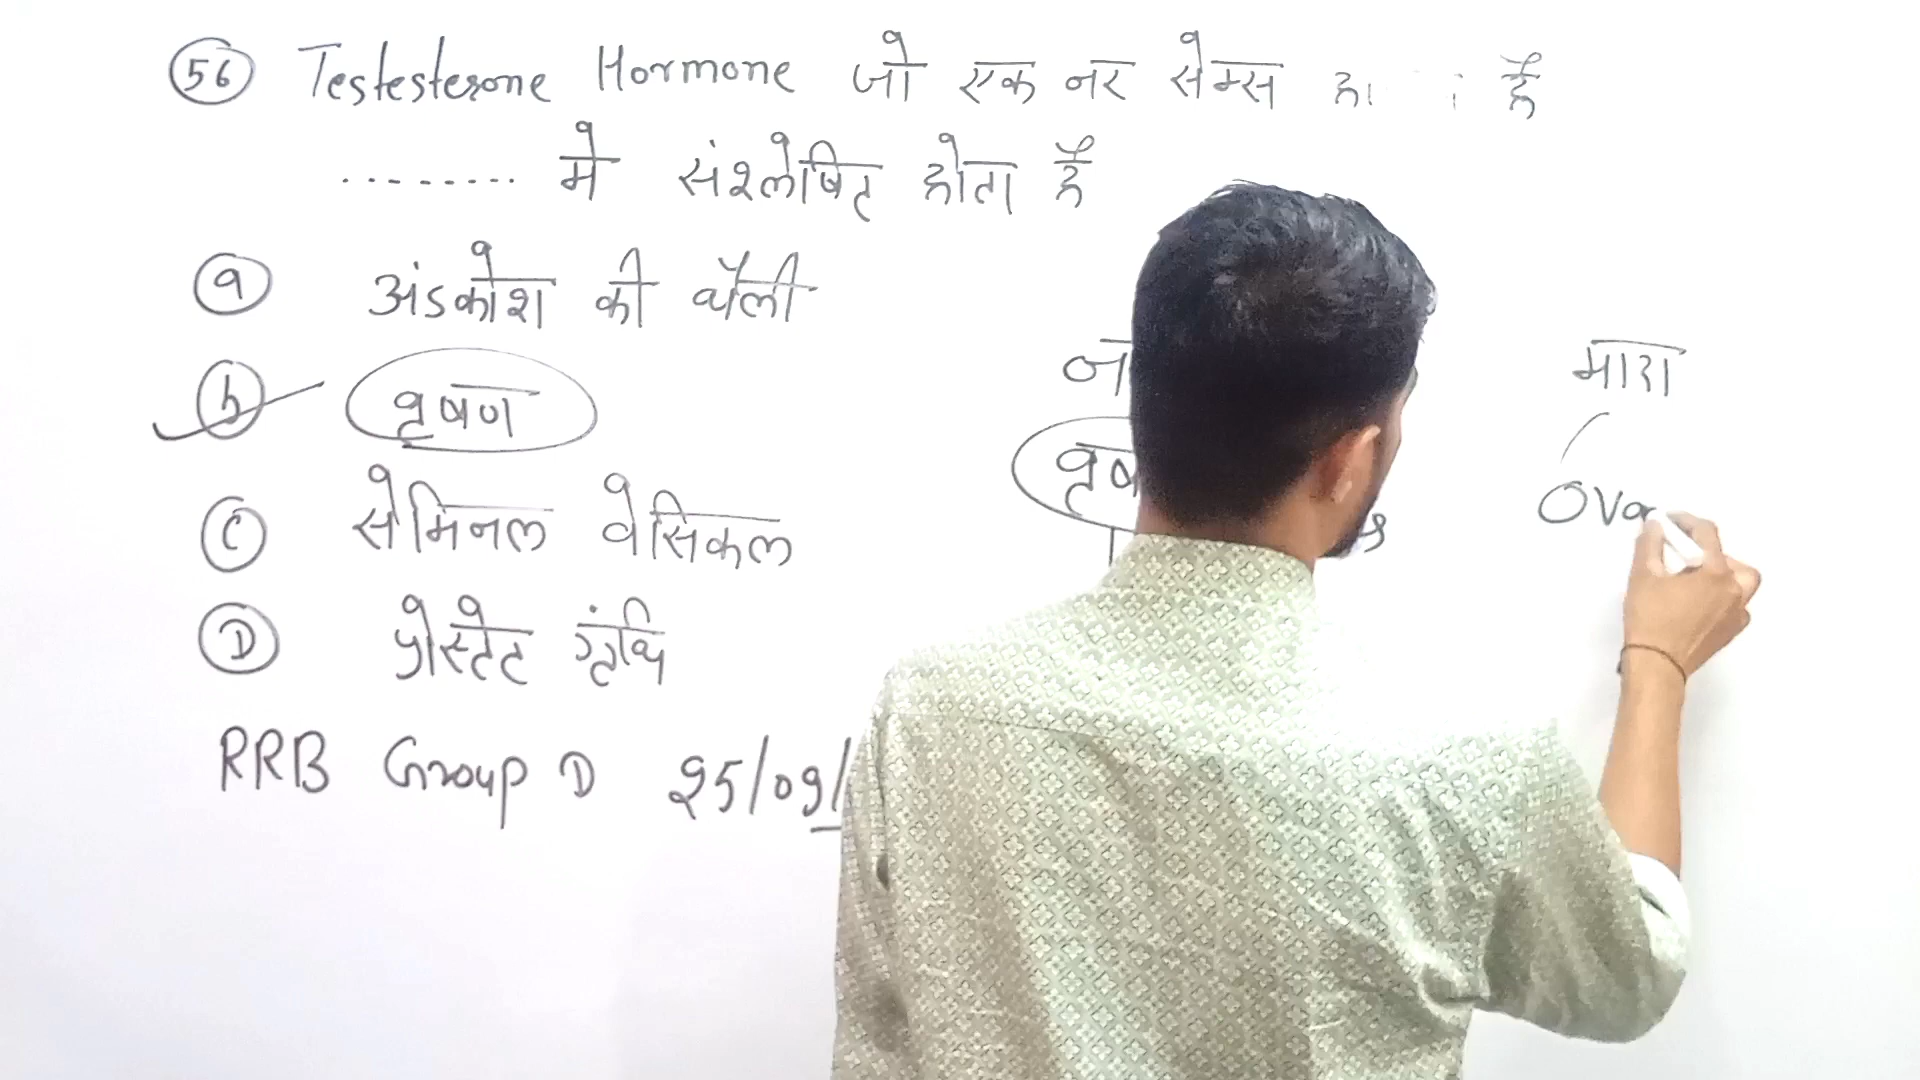 56 Testesterone Hormone जो एक नर सेक्स है
......... मे संश्लेषित होता है
a अंडकोश की थैली
b वृषण
c सेमिनल वेसिकल
D प्रोस्टेट ग्रंथि
RRB Group D 25/09/
मादा
Ova